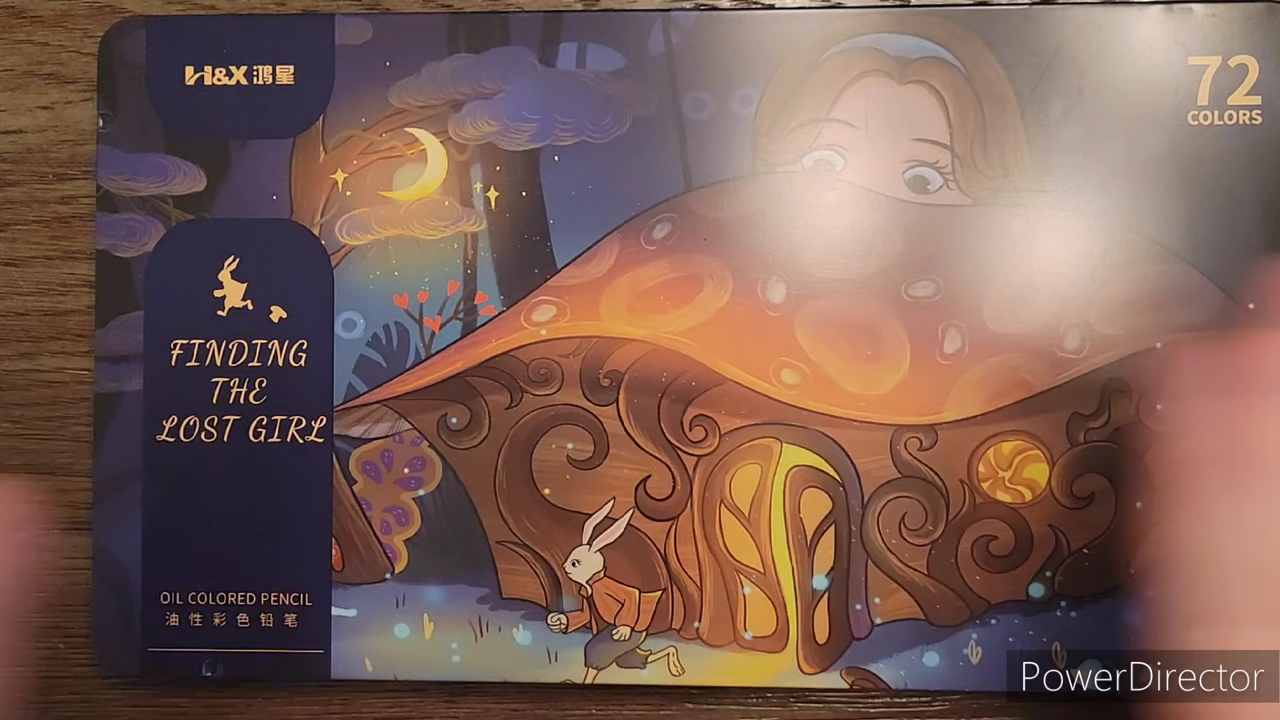 H&X 鸿星
72
COLORS
FINDING
THE
LOST GIRL
OIL COLORED PENCIL
油性彩色铅笔
PowerDirector